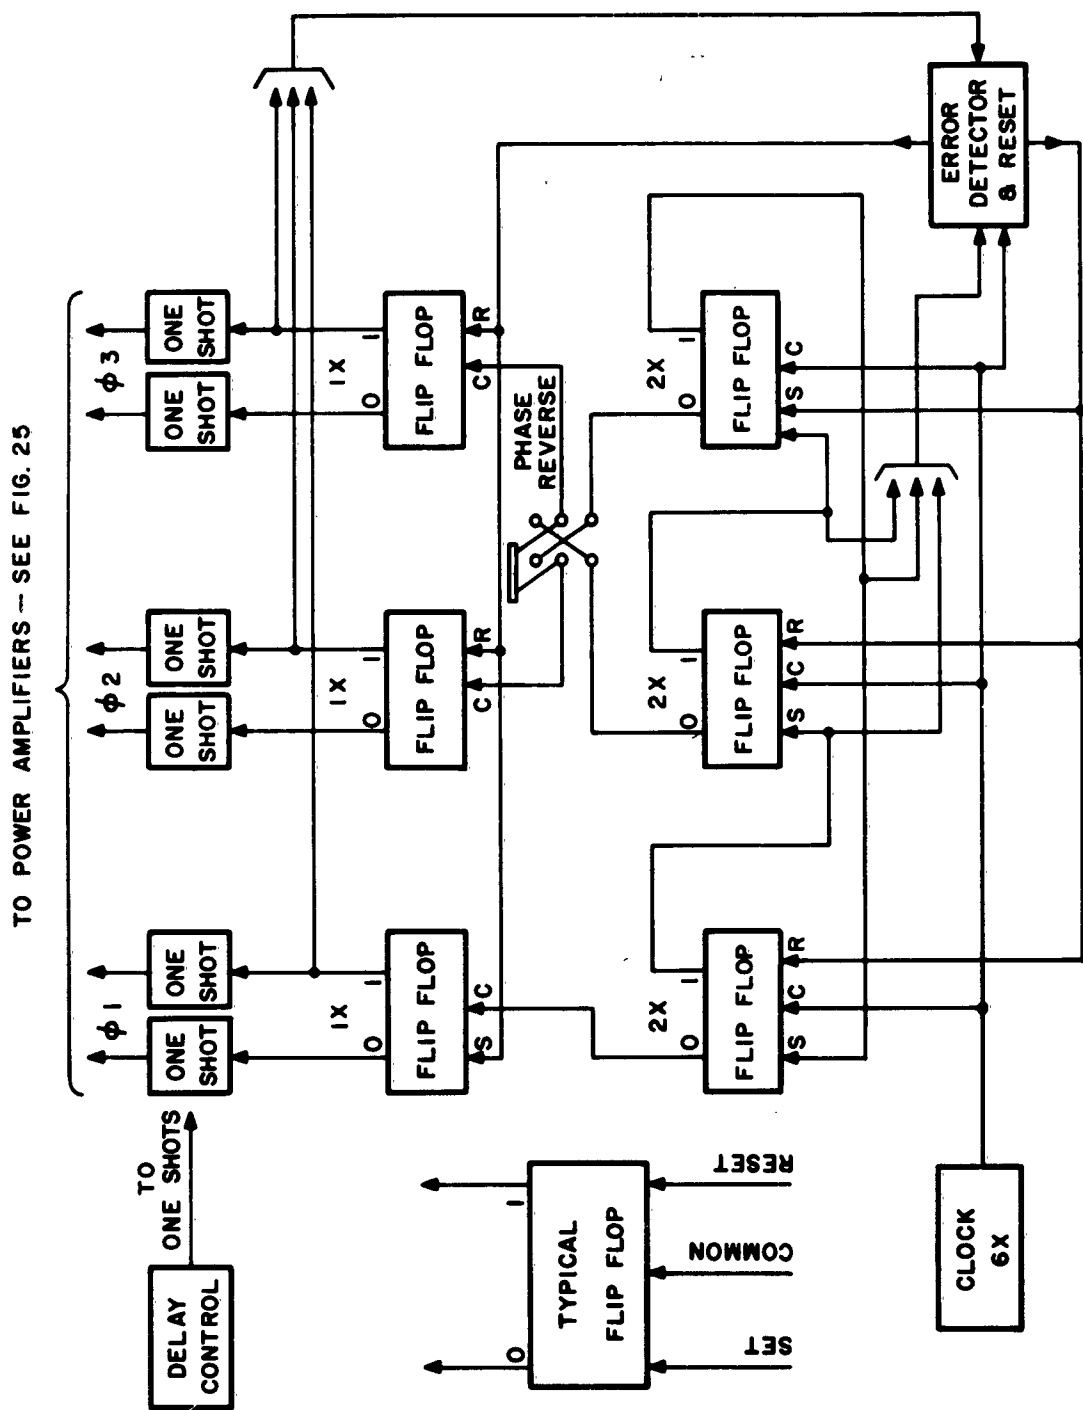 TO POWER AMPLIFIERS — SEE FIG. 25
ϕ1
ϕ2
ϕ3
DELAY
CONTROL
TO
ONE SHOTS
ONE
SHOT
ONE
SHOT
ONE
SHOT
ONE
SHOT
ONE
SHOT
ONE
SHOT
1X
0
1
FLIP FLOP
S
C
1X
0
1
FLIP FLOP
C
R
1X
0
1
FLIP FLOP
C
R
PHASE
REVERSE
2X
0
1
FLIP FLOP
S
C
R
2X
0
1
FLIP FLOP
S
C
R
2X
0
1
FLIP FLOP
S
C
ERROR
DETECTOR
& RESET
0
1
TYPICAL
FLIP FLOP
SET
COMMON
RESET
CLOCK
6X